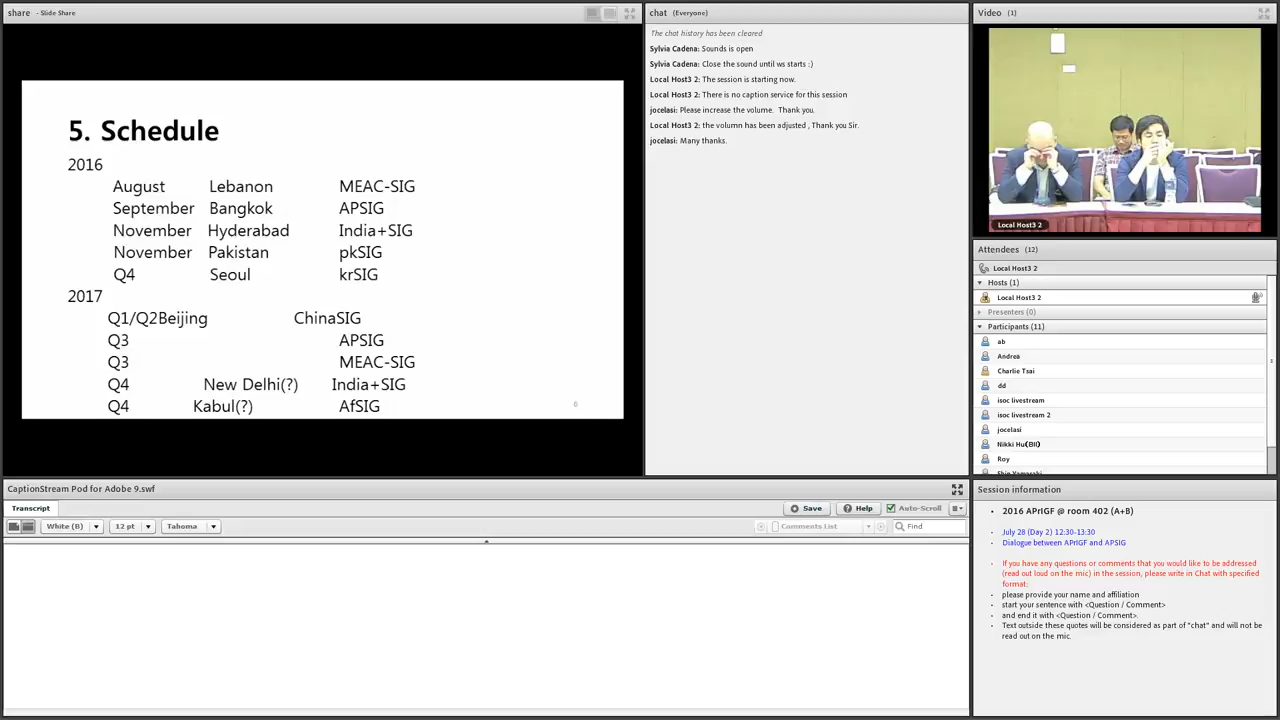 share - Slide Share
5. Schedule
2016
August Lebanon MEAC-SIG
September Bangkok APSIG
November Hyderabad India+SIG
November Pakistan pkSIG
Q4 Seoul krSIG
2017
Q1/Q2Beijing ChinaSIG
Q3 APSIG
Q3 MEAC-SIG
Q4 New Delhi(?) India+SIG
Q4 Kabul(?) AfSIG
6
chat (Everyone)
The chat history has been cleared
Sylvia Cadena: Sounds is open
Sylvia Cadena: Close the sound until ws starts :)
Local Host3 2: The session is starting now.
Local Host3 2: There is no caption service for this session
jocelasi: Please increase the volume. Thank you.
Local Host3 2: the volumn has been adjusted , Thank you Sir.
jocelasi: Many thanks.
Video (1)
Local Host3 2
Attendees (12)
Local Host3 2
Hosts (1)
Local Host3 2
Presenters (0)
Participants (11)
ab
Andrea
Charlie Tsai
dd
isoc livestream
isoc livestream 2
jocelasi
Nikki Hu(BII)
Roy
Shin Yamasaki
CaptionStream Pod for Adobe 9.swf
Transcript
Save Help Auto-Scroll
White (B) 12 pt Tahoma Comments List Find
Session information
• 2016 APrIGF @ room 402 (A+B)
• July 28 (Day 2) 12:30-13:30
• Dialogue between APrIGF and APSIG
• If you have any questions or comments that you would like to be addressed
(read out loud on the mic) in the session, please write in Chat with specified
format:
• please provide your name and affiliation
• start your sentence with <Question / Comment>
• and end it with <Question / Comment>.
• Text outside these quotes will be considered as part of "chat" and will not be
read out on the mic.